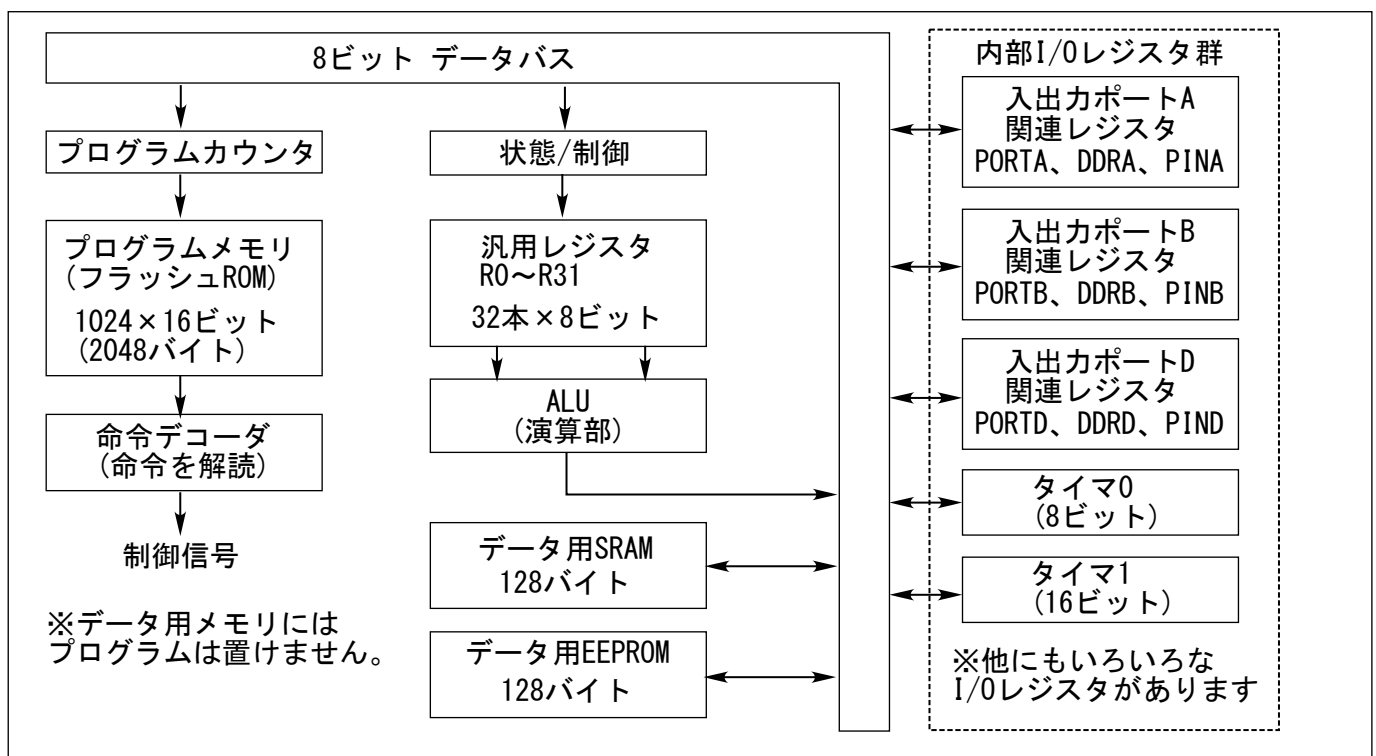 8ビット データバス
プログラムカウンタ
プログラムメモリ
(フラッシュROM)
1024×16ビット
(2048バイト)
命令デコーダ
(命令を解読)
制御信号
※データ用メモリには
プログラムは置けません。
状態/制御
汎用レジスタ
R0～R31
32本×8ビット
ALU
(演算部)
データ用SRAM
128バイト
データ用EEPROM
128バイト
内部I/Oレジスタ群
入出力ポートA
関連レジスタ
PORTA、DDRA、PINA
入出力ポートB
関連レジスタ
PORTB、DDRB、PINB
入出力ポートD
関連レジスタ
PORTD、DDRD、PIND
タイマ0
(8ビット)
タイマ1
(16ビット)
※他にもいろいろな
I/Oレジスタがあります